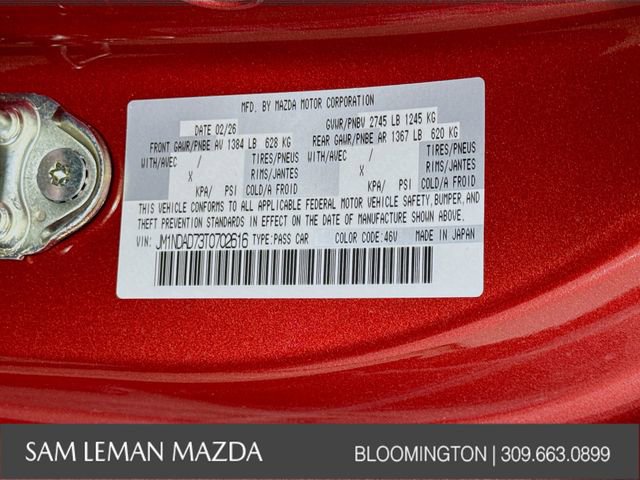 MFD. BY MAZDA MOTOR CORPORATION
DATE 02/26 GVWR/PNBV 2745 LB 1245 KG
FRONT GAWR/PNBE AV 1384 LB 628 KG REAR GAWR/PNBE AR 1367 LB 620 KG
WITH/AVEC / TIRES/PNEUS WITH/AVEC / TIRES/PNEUS
X RIMS/JANTES X RIMS/JANTES
KPA/ PSI COLD/A FROID KPA/ PSI COLD/A FROID
THIS VEHICLE CONFORMS TO ALL APPLICABLE FEDERAL MOTOR VEHICLE SAFETY, BUMPER, AND
THEFT PREVENTION STANDARDS IN EFFECT ON THE DATE OF MANUFACTURE SHOWN ABOVE.
VIN: JM1NDAD73T0702616 TYPE: PASS CAR COLOR CODE: 46V MADE IN JAPAN
SAM LEMAN MAZDA BLOOMINGTON | 309.663.0899